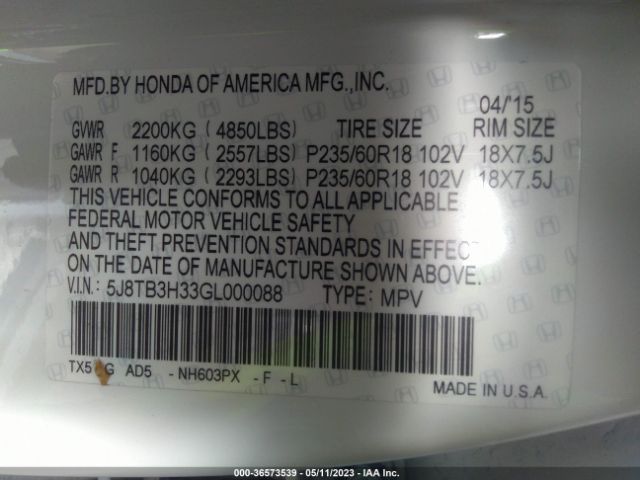 MFD.BY HONDA OF AMERICA MFG.,INC.
04/15
GVWR 2200KG ( 4850LBS) TIRE SIZE RIM SIZE
GAWR F 1160KG ( 2557LBS) P235/60R18 102V 18X7.5J
GAWR R 1040KG ( 2293LBS) P235/60R18 102V 18X7.5J
THIS VEHICLE CONFORMS TO ALL APPLICABLE
FEDERAL MOTOR VEHICLE SAFETY
AND THEFT PREVENTION STANDARDS IN EFFECT
ON THE DATE OF MANUFACTURE SHOWN ABOVE.
V.I.N.: 5J8TB3H33GL000088 TYPE: MPV
G AD5 - NH603PX - F - L
MADE IN U.S.A.
000-36573539 - 05/11/2023 - IAA Inc.